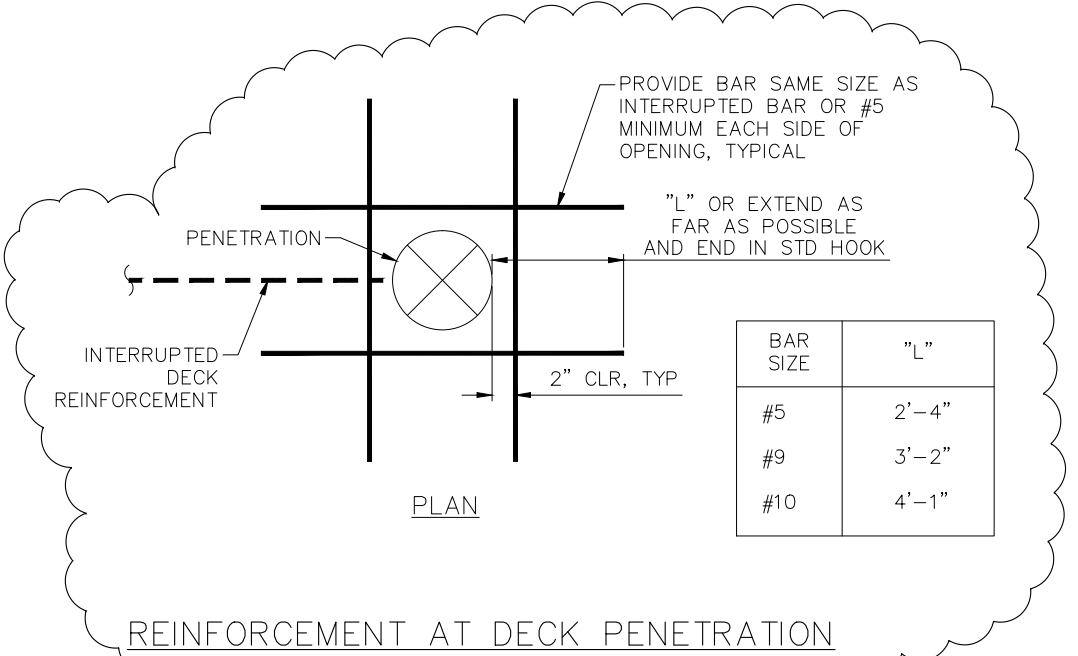 PROVIDE BAR SAME SIZE AS
INTERRUPTED BAR OR #5
MINIMUM EACH SIDE OF
OPENING, TYPICAL
"L" OR EXTEND AS
FAR AS POSSIBLE
AND END IN STD HOOK
PENETRATION
INTERRUPTED
DECK
REINFORCEMENT
2" CLR, TYP
BAR SIZE "L"
#5 2'-4"
#9 3'-2"
#10 4'-1"
PLAN
REINFORCEMENT AT DECK PENETRATION